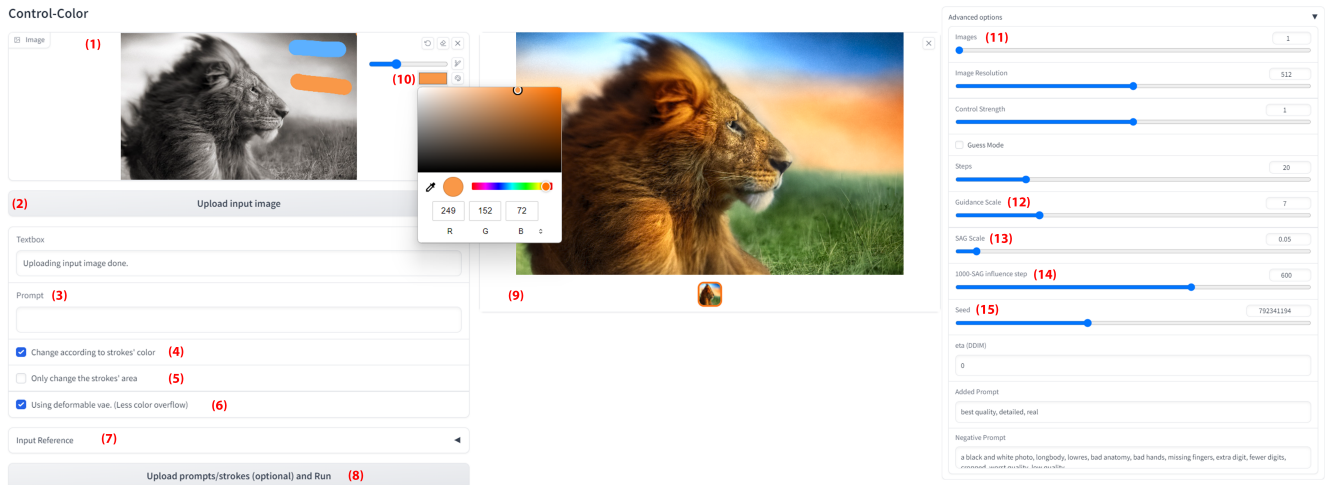 Control-Color
Image
(1)
(10)
249 152 72
R G B
(2) Upload input image
Textbox
Uploading input image done.
Prompt (3)
Change according to strokes' color (4)
Only change the strokes' area (5)
Using deformable vae. (Less color overflow) (6)
Input Reference (7)
Upload prompts/strokes (optional) and Run (8)
(9)
Advanced options
Images (11) 1
Image Resolution 512
Control Strength 1
Guess Mode
Steps 20
Guidance Scale (12) 7
SAG Scale (13) 0.05
1000-SAG influence step (14) 600
Seed (15) 792341194
eta (DDIM)
0
Added Prompt
best quality, detailed, real
Negative Prompt
a black and white photo, longbody, lowres, bad anatomy, bad hands, missing fingers, extra digit, fewer digits,
cropped, worst quality, low quality